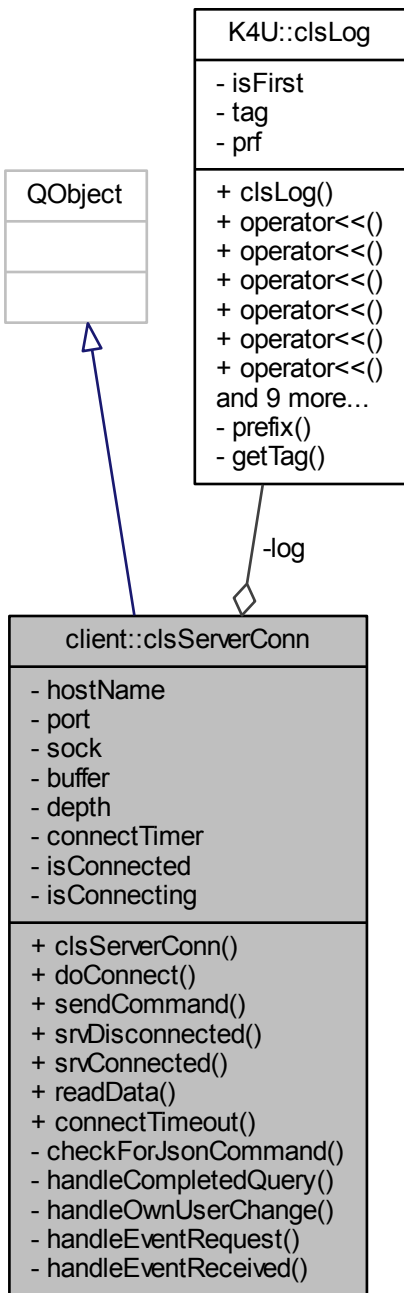 K4U::clsLog
- isFirst
- tag
- prf
+ clsLog()
+ operator<<()
+ operator<<()
+ operator<<()
+ operator<<()
+ operator<<()
+ operator<<()
and 9 more...
- prefix()
- getTag()
QObject
-log
client::clsServerConn
- hostName
- port
- sock
- buffer
- depth
- connectTimer
- isConnected
- isConnecting
+ clsServerConn()
+ doConnect()
+ sendCommand()
+ srvDisconnected()
+ srvConnected()
+ readData()
+ connectTimeout()
- checkForJsonCommand()
- handleCompletedQuery()
- handleOwnUserChange()
- handleEventRequest()
- handleEventReceived()